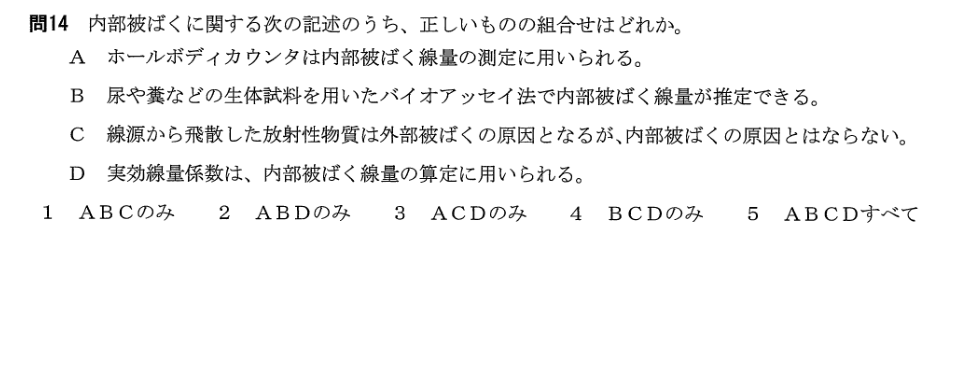 問14　内部被ばくに関する次の記述のうち、正しいものの組合せはどれか。
A　ホールボディカウンタは内部被ばく線量の測定に用いられる。
B　尿や糞などの生体試料を用いたバイオアッセイ法で内部被ばく線量が推定できる。
C　線源から飛散した放射性物質は外部被ばくの原因となるが、内部被ばくの原因とはならない。
D　実効線量係数は、内部被ばく線量の算定に用いられる。
1　ABCのみ　2　ABDのみ　3　ACDのみ　4　BCDのみ　5　ABCDすべて